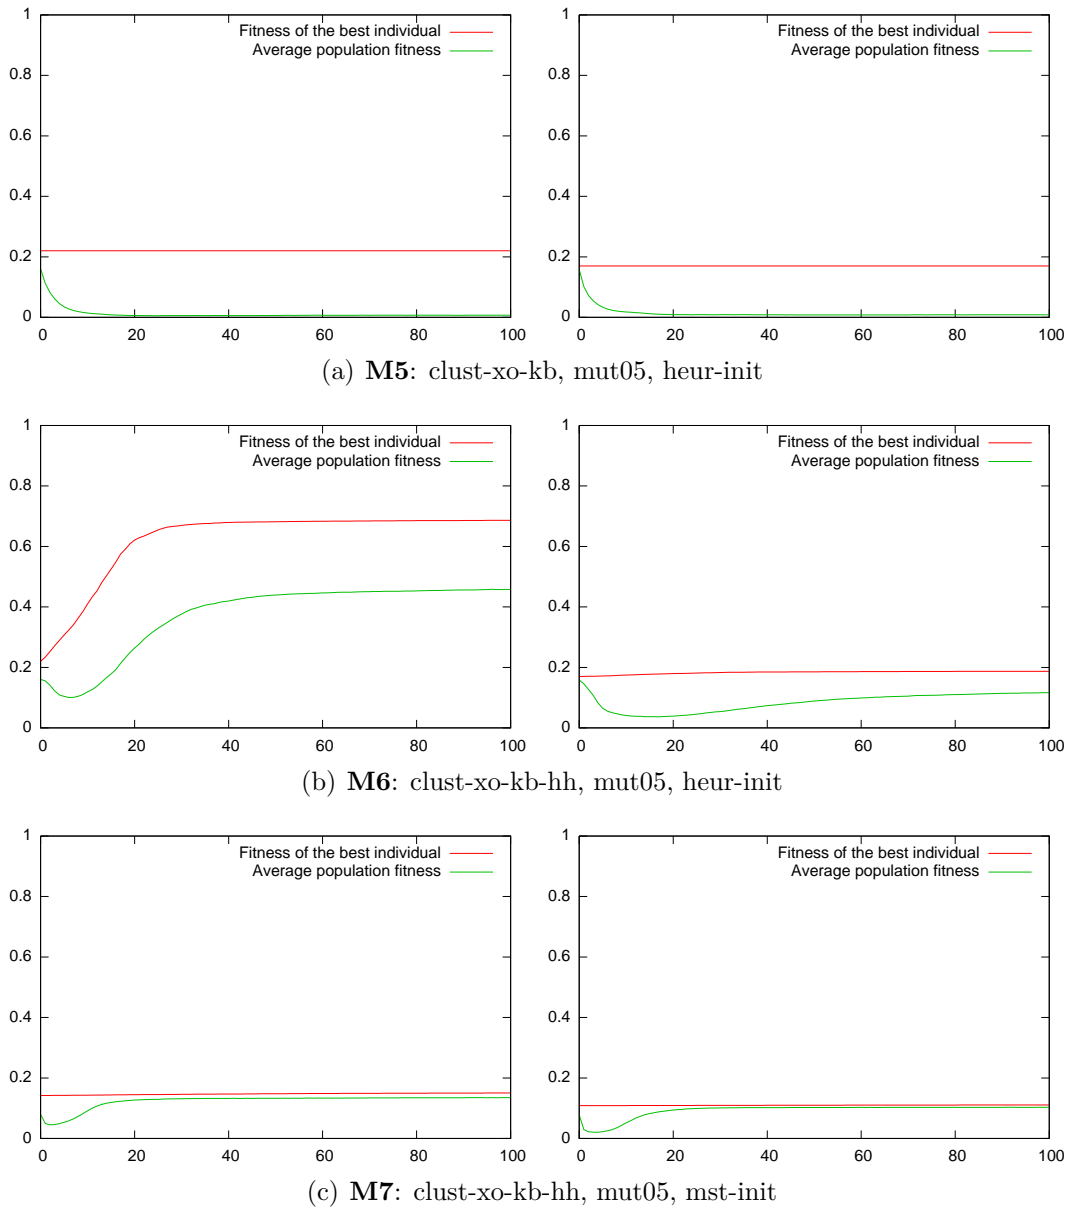 1
0.8
0.6
0.4
0.2
0
0 20 40 60 80 100
Fitness of the best individual
Average population fitness
1
0.8
0.6
0.4
0.2
0
0 20 40 60 80 100
Fitness of the best individual
Average population fitness
(a) M5: clust-xo-kb, mut05, heur-init
1
0.8
0.6
0.4
0.2
0
0 20 40 60 80 100
Fitness of the best individual
Average population fitness
1
0.8
0.6
0.4
0.2
0
0 20 40 60 80 100
Fitness of the best individual
Average population fitness
(b) M6: clust-xo-kb-hh, mut05, heur-init
1
0.8
0.6
0.4
0.2
0
0 20 40 60 80 100
Fitness of the best individual
Average population fitness
1
0.8
0.6
0.4
0.2
0
0 20 40 60 80 100
Fitness of the best individual
Average population fitness
(c) M7: clust-xo-kb-hh, mut05, mst-init